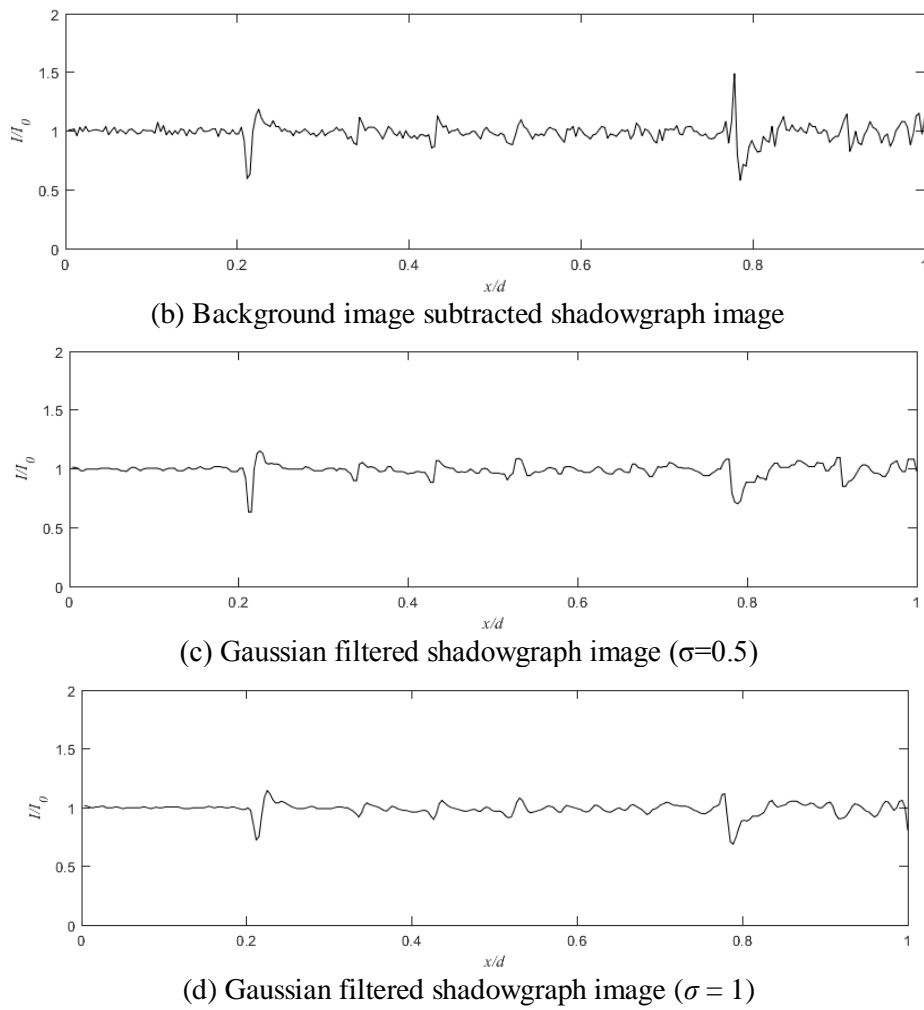 2
1.5
1
0.5
0
I/I0
0 0.2 0.4 0.6 0.8 1
x/d
(b) Background image subtracted shadowgraph image
2
1.5
1
0.5
0
I/I0
0 0.2 0.4 0.6 0.8 1
x/d
(c) Gaussian filtered shadowgraph image (σ=0.5)
2
1.5
1
0.5
0
I/I0
0 0.2 0.4 0.6 0.8 1
x/d
(d) Gaussian filtered shadowgraph image (σ = 1)